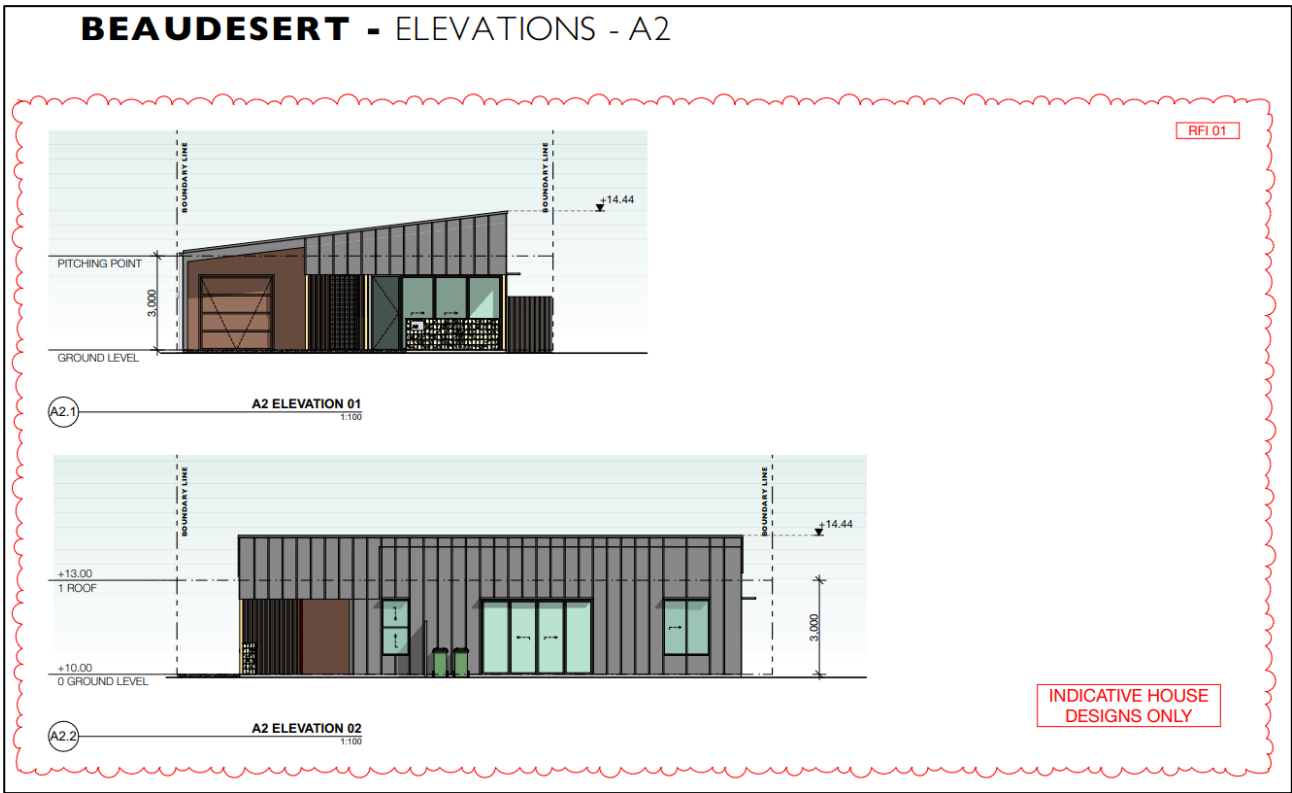 BEAUDESERT - ELEVATIONS - A2
RFI 01
BOUNDARY LINE
BOUNDARY LINE
+14.44
PITCHING POINT
3,000
GROUND LEVEL
A2.1
A2 ELEVATION 01
1:100
BOUNDARY LINE
BOUNDARY LINE
+14.44
+13.00
1 ROOF
3,000
+10.00
0 GROUND LEVEL
INDICATIVE HOUSE
DESIGNS ONLY
A2.2
A2 ELEVATION 02
1:100